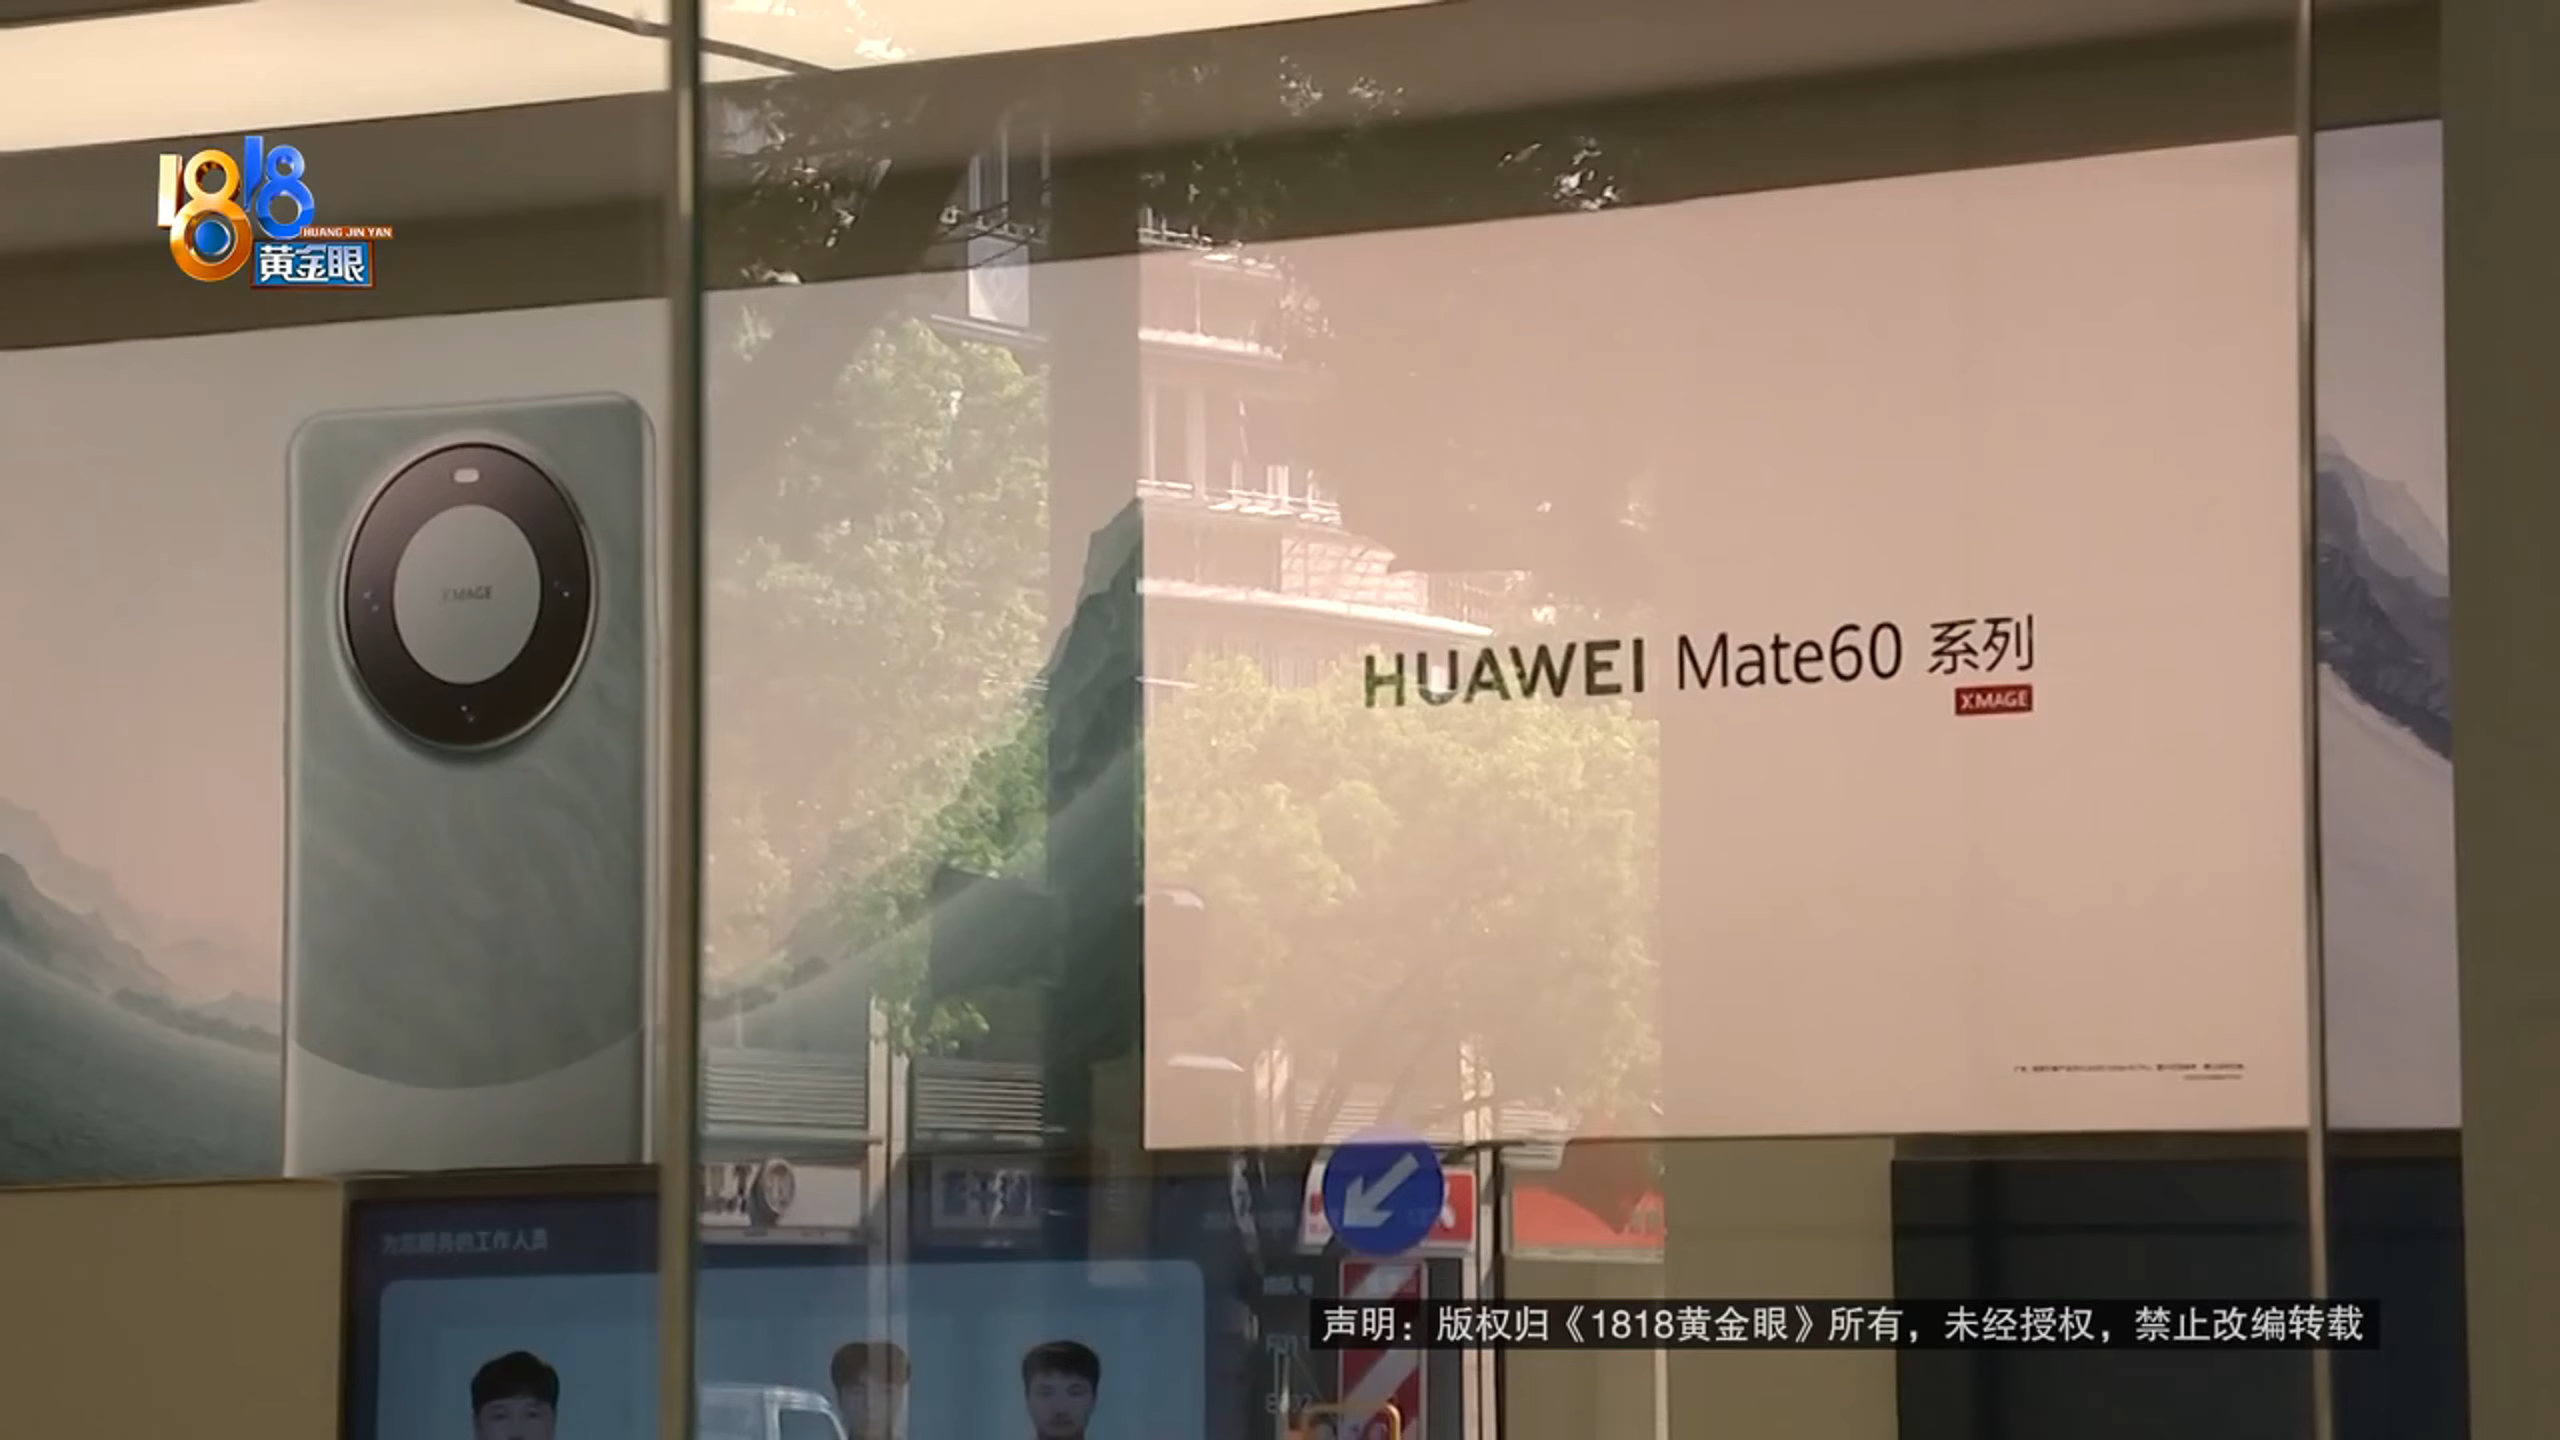 1818
HUANG JIN YAN
黄金眼
XMAGE
HUAWEI Mate60 系列
XMAGE
为您服务的工作人员
声明：版权归《1818黄金眼》所有，未经授权，禁止改编转载